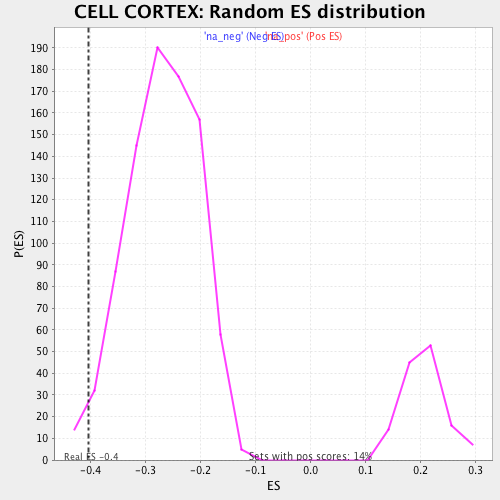 CELL CORTEX: Random ES distribution
'na_neg' (Neg ES) 'na_pos' (Pos ES)
190
180
170
160
150
140
130
120
110
100
90
80
70
60
50
40
30
20
10
0
P(ES)
Real ES -0.4
Sets with pos scores: 14%
-0.4 -0.3 -0.2 -0.1 0.0 0.1 0.2 0.3
ES